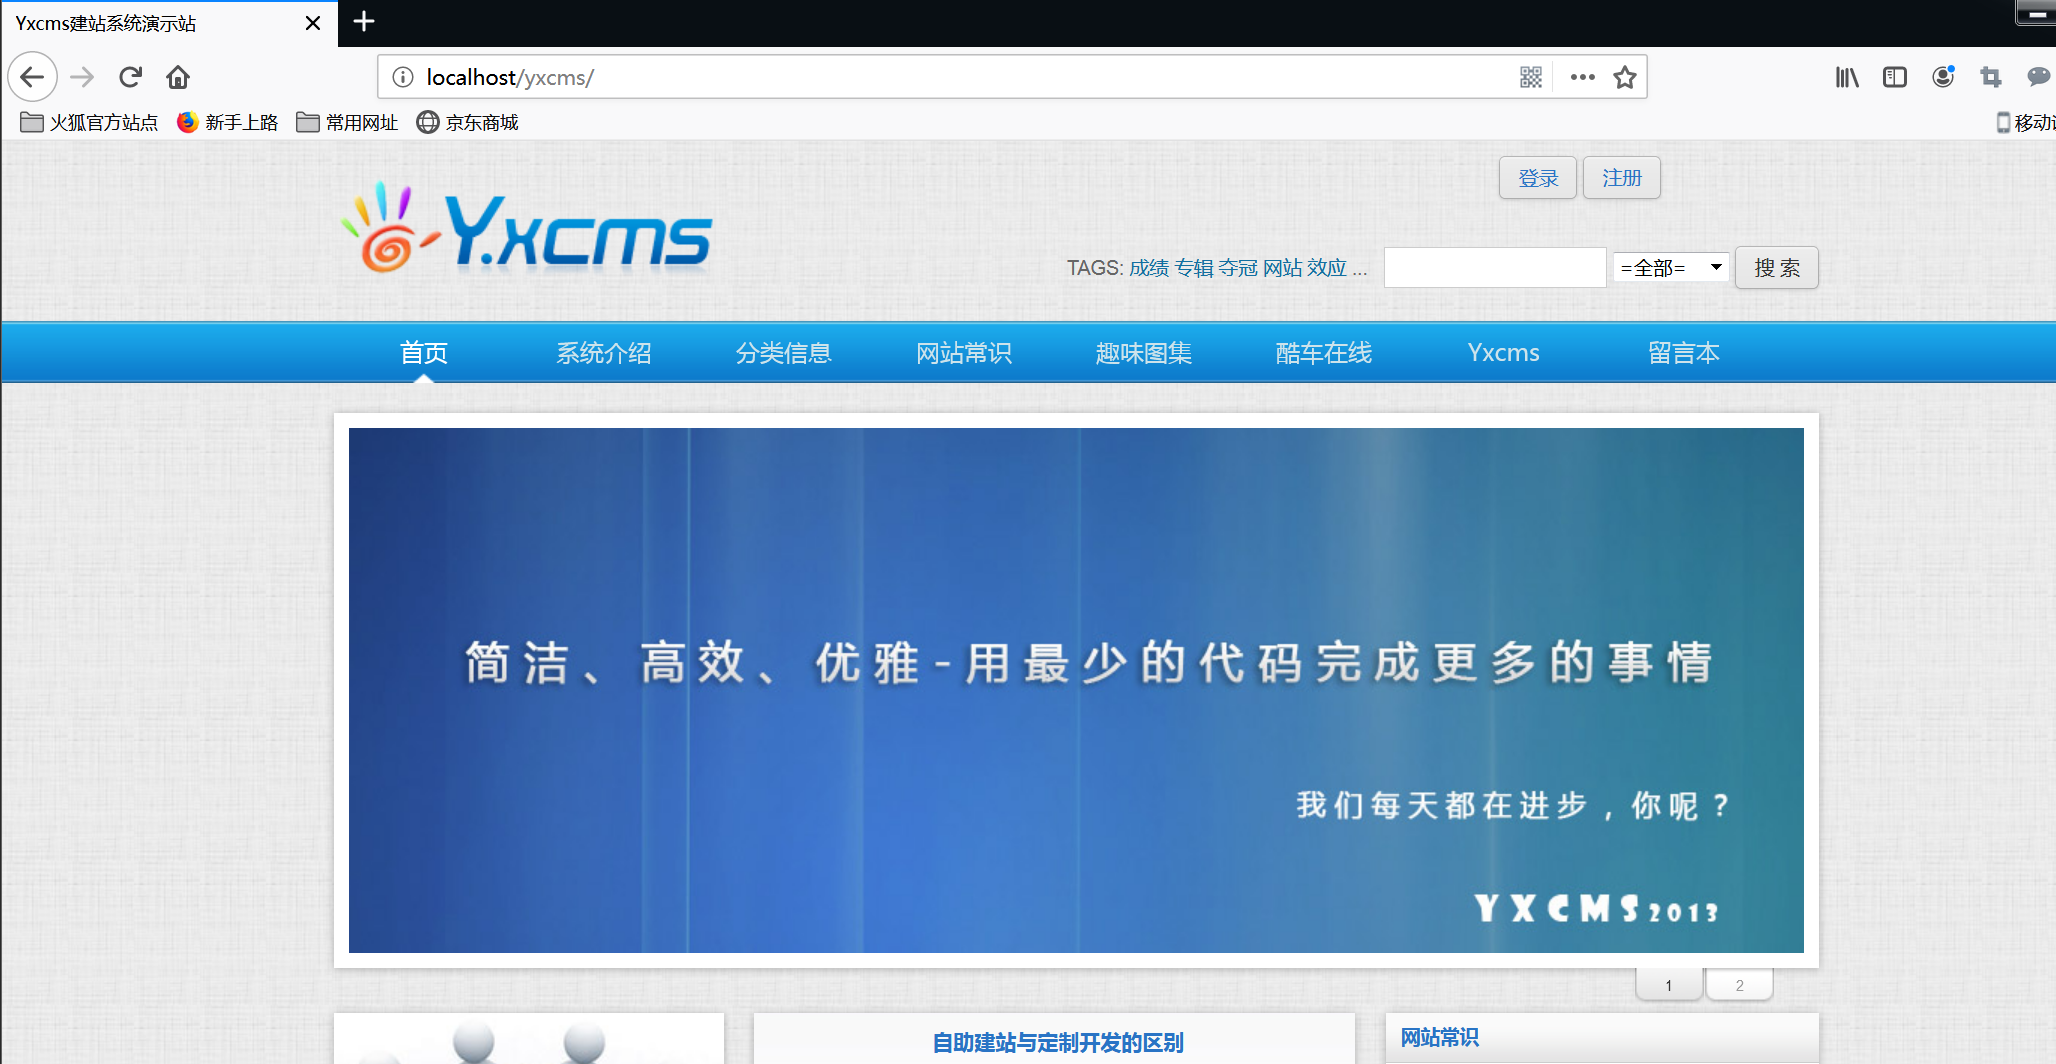 Yxcms建站系统演示站
localhost/yxcms/
火狐官方站点 新手上路 常用网址 京东商城 移动
登录 注册
Y.xcms
TAGS: 成绩 专辑 夺冠 网站 效应 ... =全部= 搜 索
首页 系统介绍 分类信息 网站常识 趣味图集 酷车在线 Yxcms 留言本
简洁、高效、优雅-用最少的代码完成更多的事情
我们每天都在进步，你呢？
YXCMS2013
1 2
自助建站与定制开发的区别 网站常识